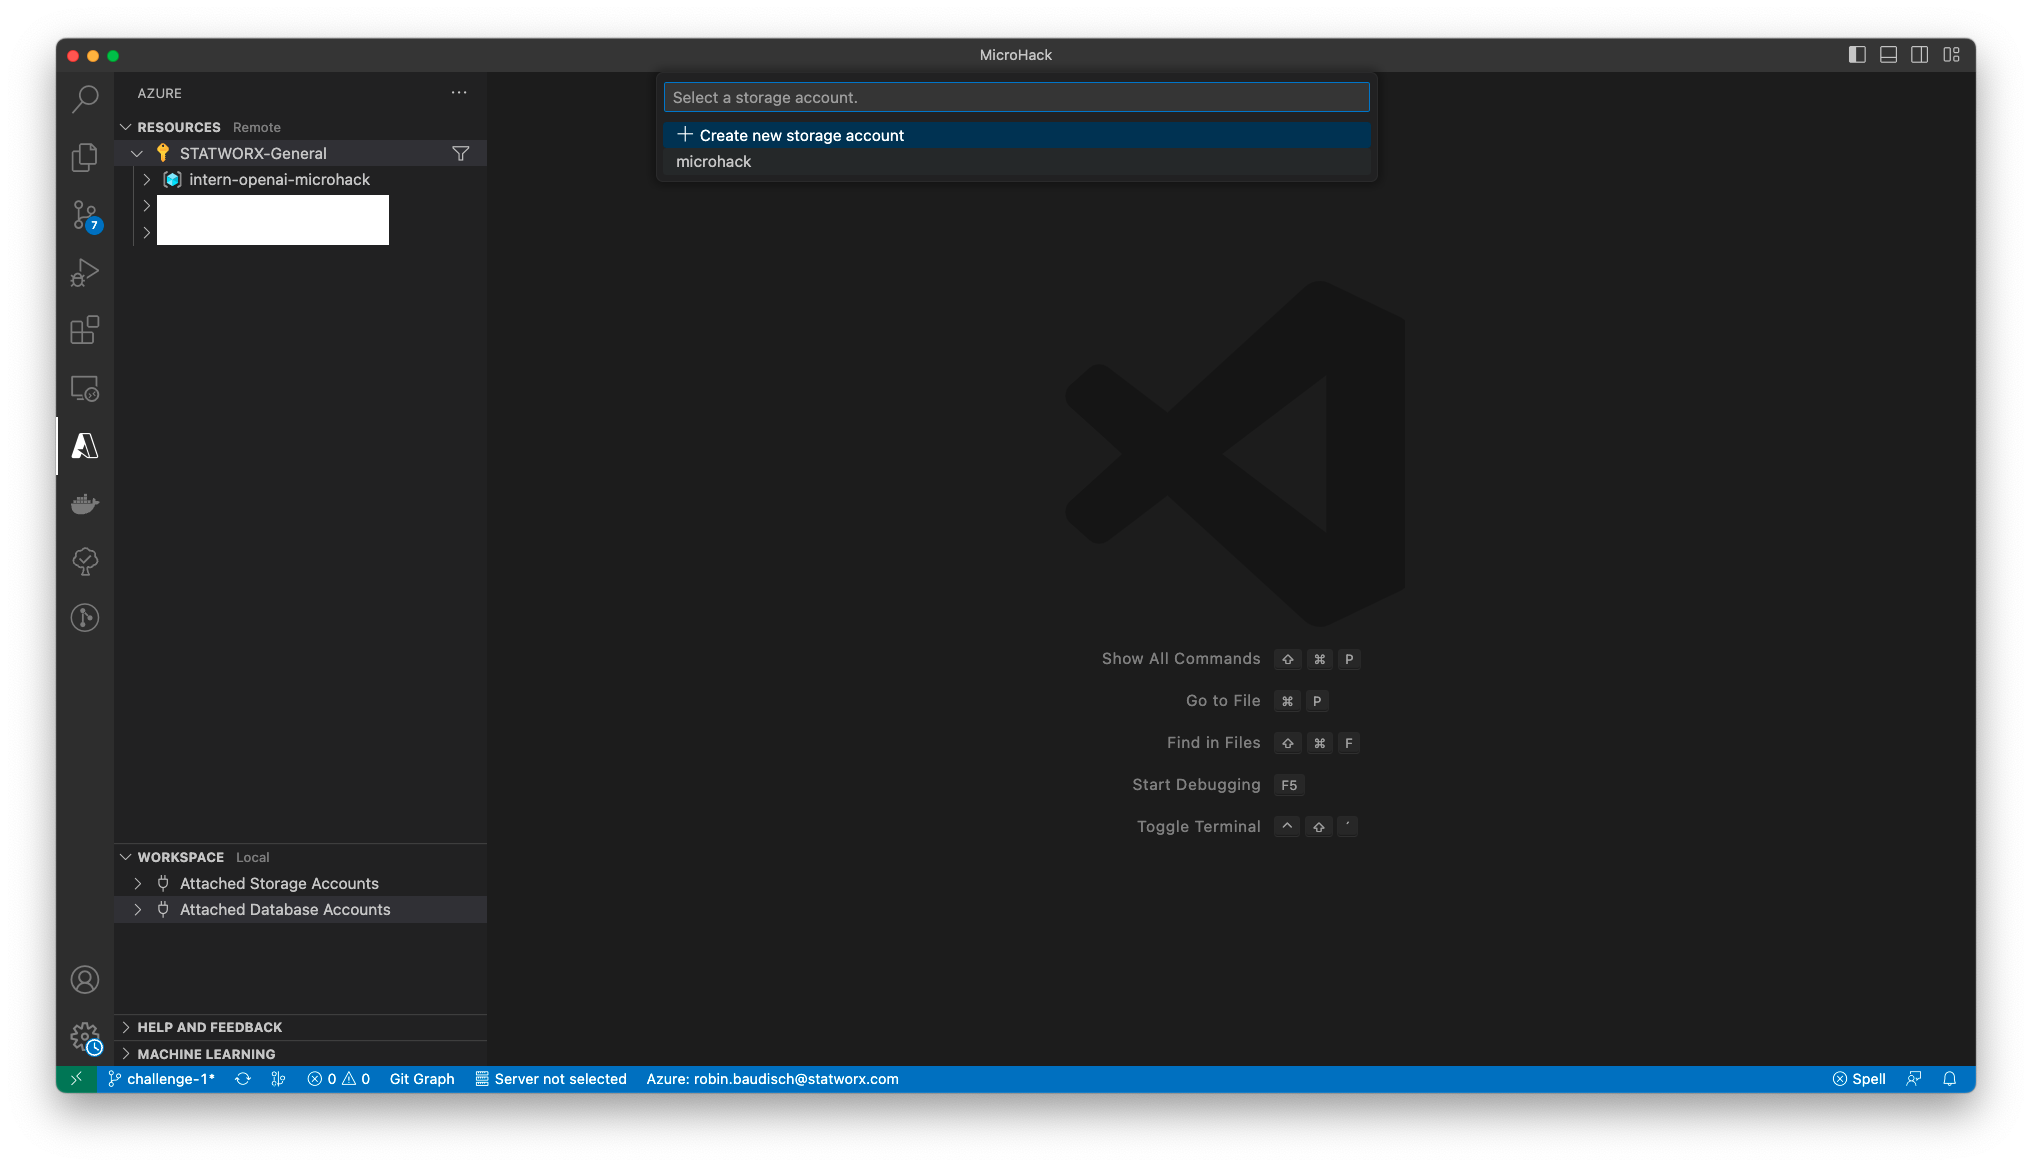 MicroHack
AZURE
RESOURCES Remote
STATWORX-General
intern-openai-microhack
Select a storage account.
Create new storage account
microhack
7
Show All Commands ⇧ ⌘ P
Go to File ⌘ P
Find in Files ⇧ ⌘ F
Start Debugging F5
Toggle Terminal ^ ⇧ ´
WORKSPACE Local
Attached Storage Accounts
Attached Database Accounts
HELP AND FEEDBACK
MACHINE LEARNING
challenge-1* 0 0 Git Graph Server not selected Azure: robin.baudisch@statworx.com Spell